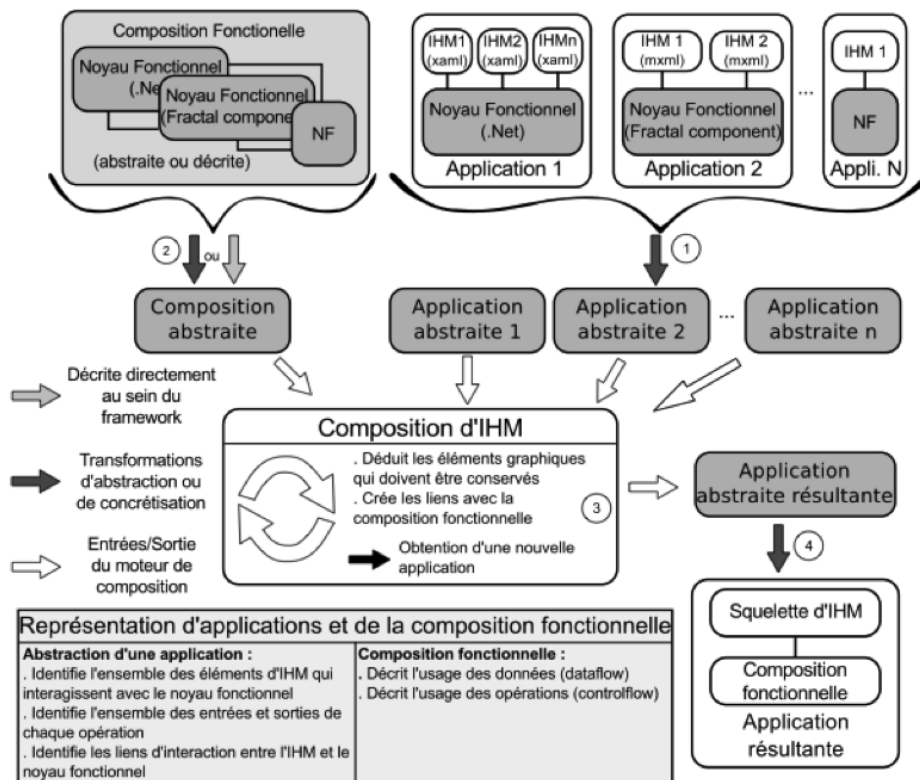 Composition Fonctionelle
Noyau Fonctionnel
(.Ne
Noyau Fonctionnel
(Fractal compone
NF
(abstraite ou décrite)
IHM1
(xaml)
IHM2
(xaml)
IHMn
(xaml)
Noyau Fonctionnel
(.Net)
Application 1
IHM 1
(mxml)
IHM 2
(mxml)
Noyau Fonctionnel
(Fractal component)
Application 2
...
IHM 1
NF
Appli. N
2
ou
1
Composition
abstraite
Application
abstraite 1
Application
abstraite 2
...
Application
abstraite n
Décrite directement
au sein du
framework
Transformations
d'abstraction ou
de concrétisation
Entrées/Sortie
du moteur de
composition
Composition d'IHM
. Déduit les éléments graphiques
qui doivent être conservés
. Crée les liens avec la
composition fonctionnelle
3
Obtention d'une nouvelle
application
Application
abstraite résultante
4
Squelette d'IHM
Composition
fonctionnelle
Application
résultante
Représentation d'applications et de la composition fonctionnelle
Abstraction d'une application :
. Identifie l'ensemble des éléments d'IHM qui
interagissent avec le noyau fonctionnel
. Identifie l'ensemble des entrées et sorties de
chaque opération
. Identifie les liens d'interaction entre l'IHM et le
noyau fonctionnel
Composition fonctionnelle :
. Décrit l'usage des données (dataflow)
. Décrit l'usage des opérations (controlflow)